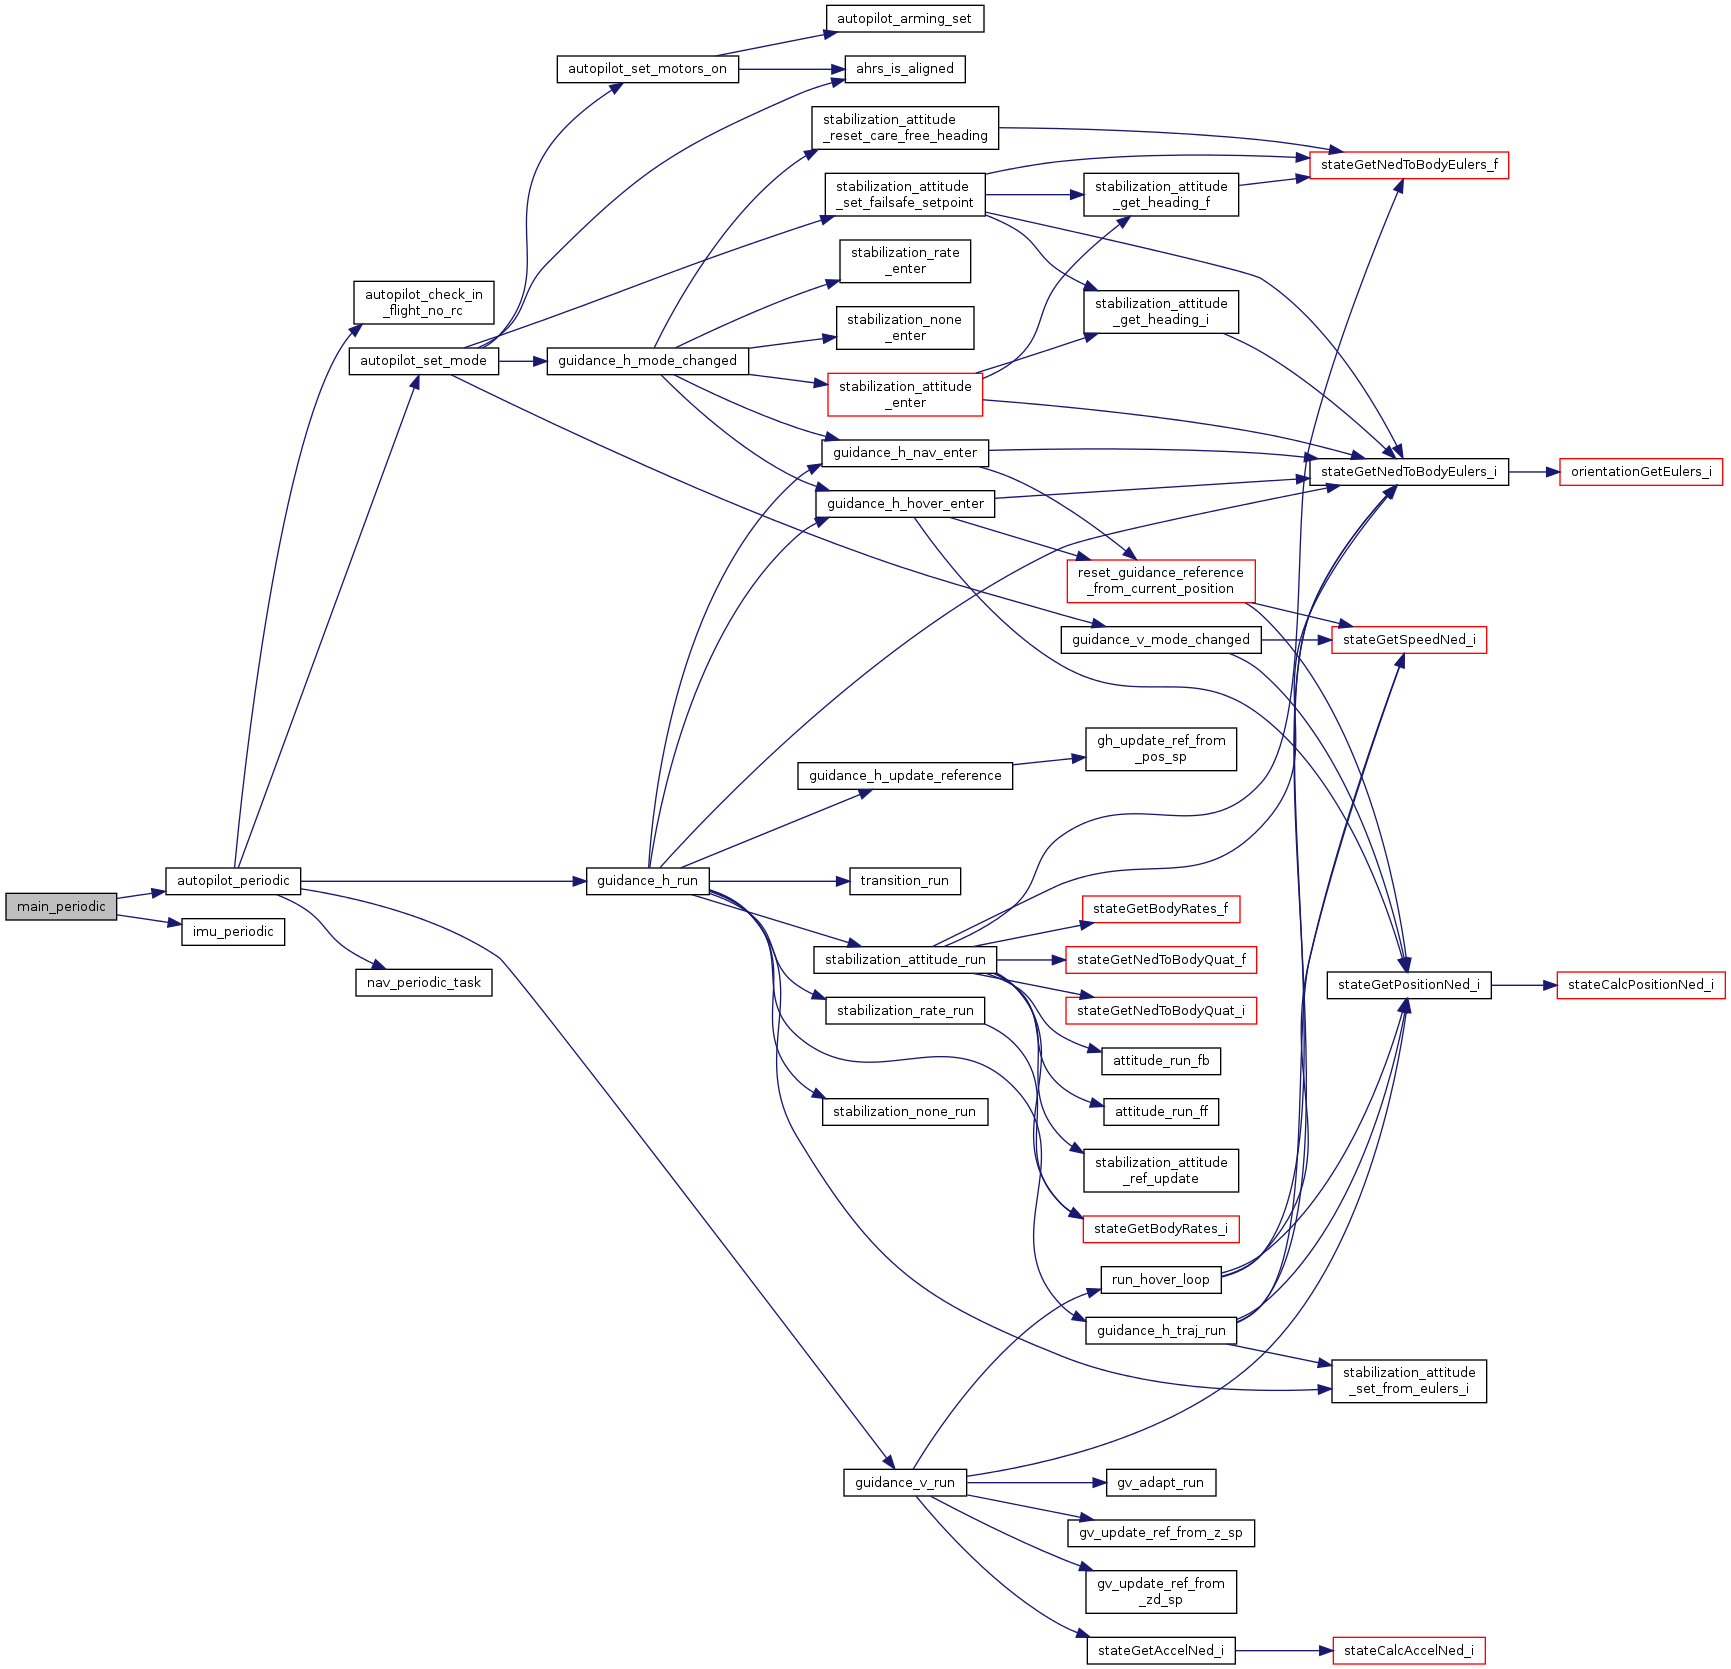 autopilot_arming_set
autopilot_set_motors_on
ahrs_is_aligned
stabilization_attitude
_reset_care_free_heading
stateGetNedToBodyEulers_f
stabilization_attitude
_set_failsafe_setpoint
stabilization_attitude
_get_heading_f
stabilization_rate
_enter
autopilot_check_in
_flight_no_rc
stabilization_attitude
_get_heading_i
stabilization_none
_enter
autopilot_set_mode
guidance_h_mode_changed
stabilization_attitude
_enter
guidance_h_nav_enter
stateGetNedToBodyEulers_i
orientationGetEulers_i
guidance_h_hover_enter
reset_guidance_reference
_from_current_position
guidance_v_mode_changed
stateGetSpeedNed_i
gh_update_ref_from
_pos_sp
guidance_h_update_reference
autopilot_periodic
guidance_h_run
transition_run
main_periodic
stateGetBodyRates_f
imu_periodic
stabilization_attitude_run
stateGetNedToBodyQuat_f
nav_periodic_task
stateGetPositionNed_i
stateCalcPositionNed_i
stabilization_rate_run
stateGetNedToBodyQuat_i
attitude_run_fb
stabilization_none_run
attitude_run_ff
stabilization_attitude
_ref_update
stateGetBodyRates_i
run_hover_loop
guidance_h_traj_run
stabilization_attitude
_set_from_eulers_i
guidance_v_run
gv_adapt_run
gv_update_ref_from_z_sp
gv_update_ref_from
_zd_sp
stateGetAccelNed_i
stateCalcAccelNed_i